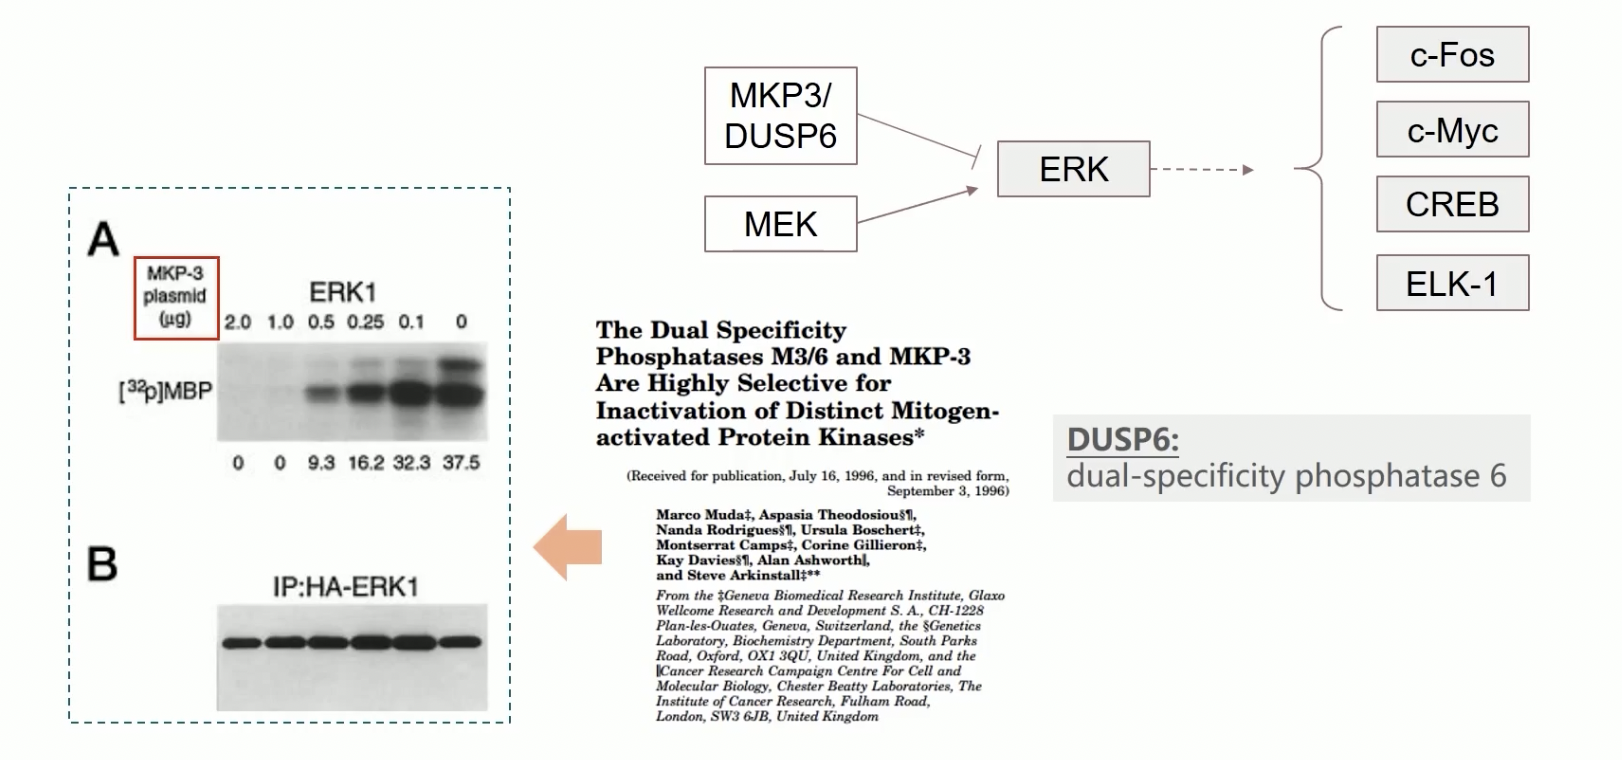 MKP3/
DUSP6
MEK
ERK
c-Fos
c-Myc
CREB
ELK-1
A
MKP-3
plasmid
(μg)
ERK1
2.0 1.0 0.5 0.25 0.1 0
[³²p]MBP
0 0 9.3 16.2 32.3 37.5
B
IP:HA-ERK1
The Dual Specificity
Phosphatases M3/6 and MKP-3
Are Highly Selective for
Inactivation of Distinct Mitogen-
activated Protein Kinases*
(Received for publication, July 16, 1996, and in revised form,
September 3, 1996)
Marco Muda‡, Aspasia Theodosiou§¶,
Nanda Rodrigues§¶, Ursula Boschert‡,
Montserrat Camps‡, Corine Gillieron‡,
Kay Davies§¶, Alan Ashworth‖,
and Steve Arkinstall‡**
From the ‡Geneva Biomedical Research Institute, Glaxo
Wellcome Research and Development S. A., CH-1228
Plan-les-Ouates, Geneva, Switzerland, the §Genetics
Laboratory, Biochemistry Department, South Parks
Road, Oxford, OX1 3QU, United Kingdom, and the
‖Cancer Research Campaign Centre For Cell and
Molecular Biology, Chester Beatty Laboratories, The
Institute of Cancer Research, Fulham Road,
London, SW3 6JB, United Kingdom
DUSP6:
dual-specificity phosphatase 6